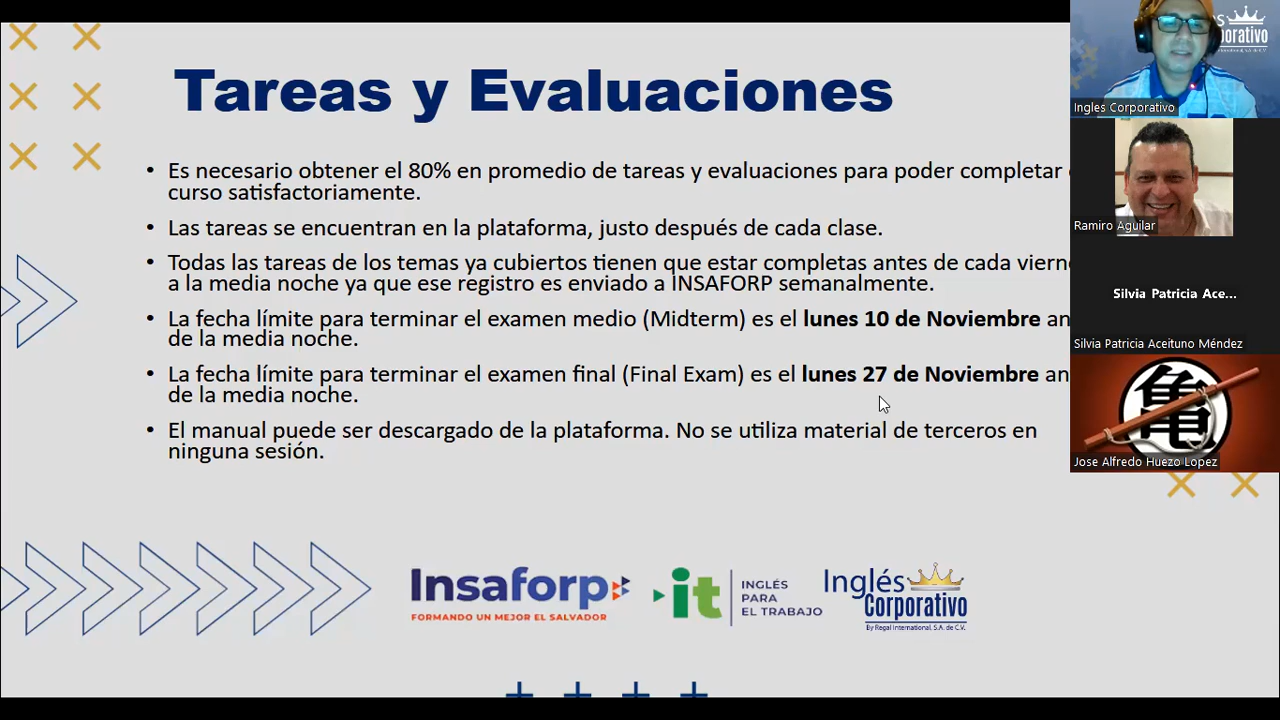 Tareas y Evaluaciones
• Es necesario obtener el 80% en promedio de tareas y evaluaciones para poder completar
curso satisfactoriamente.
• Las tareas se encuentran en la plataforma, justo después de cada clase.
• Todas las tareas de los temas ya cubiertos tienen que estar completas antes de cada vierne
a la media noche ya que ese registro es enviado a INSAFORP semanalmente.
• La fecha límite para terminar el examen medio (Midterm) es el lunes 10 de Noviembre an
de la media noche.
• La fecha límite para terminar el examen final (Final Exam) es el lunes 27 de Noviembre an
de la media noche.
• El manual puede ser descargado de la plataforma. No se utiliza material de terceros en
ninguna sesión.
Insaforp
FORMANDO UN MEJOR EL SALVADOR
it
INGLÉS
PARA
EL TRABAJO
Inglés
Corporativo
By Regal International, S.A. de C.V.
Ingles Corporativo
Ramiro Aguilar
Silvia Patricia Ace...
Silvia Patricia Aceituno Méndez
亀
Jose Alfredo Huezo Lopez